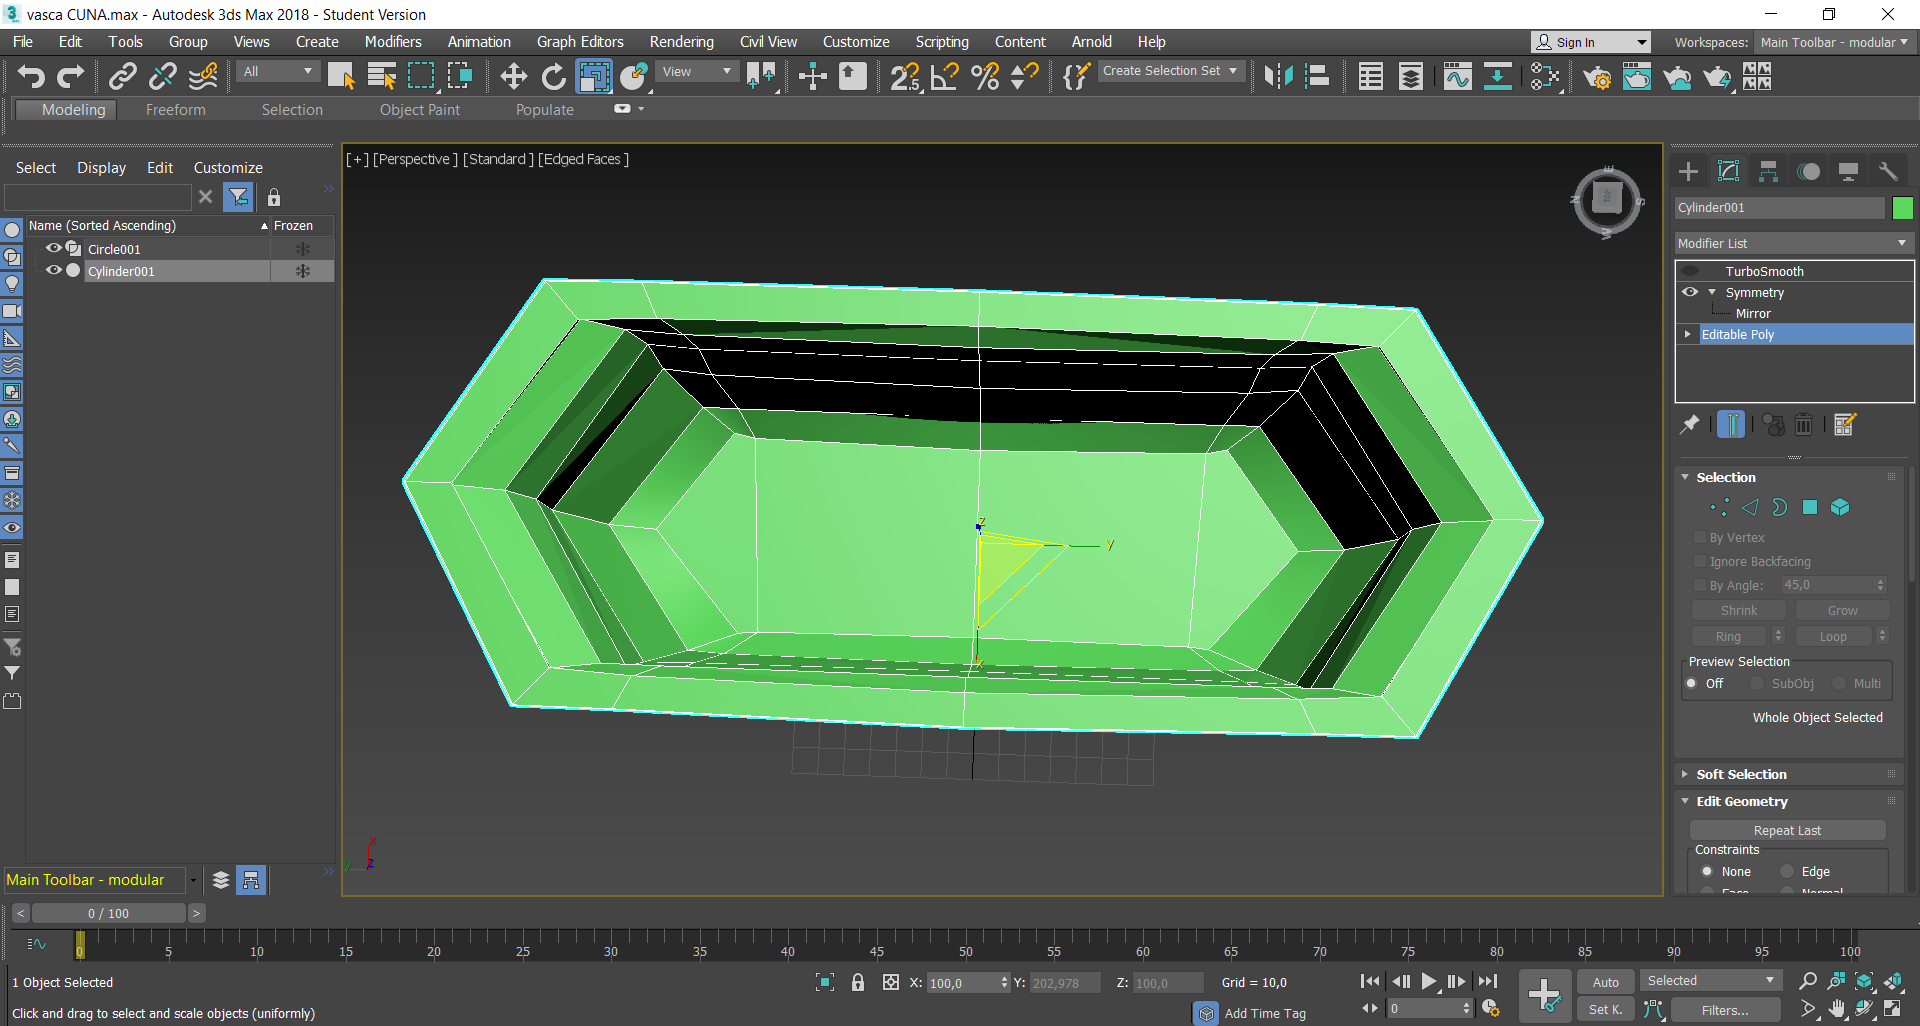 vasca CUNA.max - Autodesk 3ds Max 2018 - Student Version
File Edit Tools Group Views Create Modifiers Animation Graph Editors Rendering Civil View Customize Scripting Content Arnold Help
Sign In
Workspaces: Main Toolbar - modular
All
View
2.5
Create Selection Set
Modeling Freeform Selection Object Paint Populate
Select Display Edit Customize
Name (Sorted Ascending) Frozen
Circle001
Cylinder001
[+] [Perspective] [Standard] [Edged Faces]
E
N TOP S
W
z
y
x
x
y z
Cylinder001
Modifier List
TurboSmooth
Symmetry
Mirror
Editable Poly
Selection
By Vertex
Ignore Backfacing
By Angle: 45,0
Shrink Grow
Ring Loop
Preview Selection
Off SubObj Multi
Whole Object Selected
Soft Selection
Edit Geometry
Repeat Last
Constraints
None Edge
Face Normal
Main Toolbar - modular
< 0 / 100 >
0 5 10 15 20 25 30 35 40 45 50 55 60 65 70 75 80 85 90 95 100
1 Object Selected
X: 100,0 Y: 202,978 Z: 100,0 Grid = 10,0
Auto Selected
Click and drag to select and scale objects (uniformly)
Add Time Tag
0
Set K. Filters...